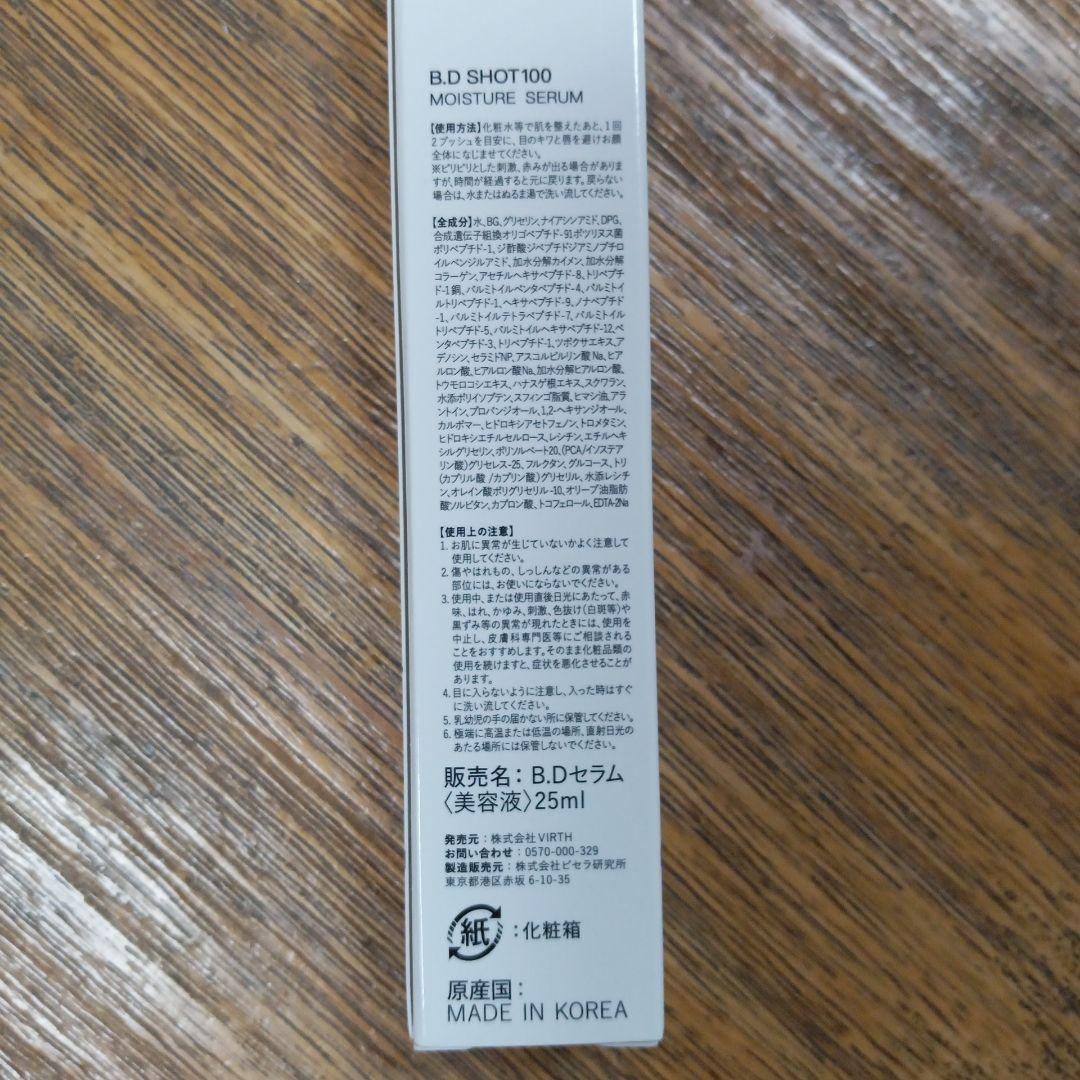 B.D SHOT100
MOISTURE SERUM
【使用方法】化粧水等で肌を整えたあと、1回
2プッシュを目安に、目のキワと唇を避けお顔
全体になじませてください。
※ピリピリとした刺激、赤みが出る場合がありま
すが、時間が経過すると元に戻ります。戻らない
場合は、水またはぬるま湯で洗い流してください。
【全成分】水、BG、グリセリン、ナイアシンアミド、DPG、
合成遺伝子組換オリゴペプチド-91ボツリヌス菌
ポリペプチド-1、ジ酢酸ジペプチドジアミノブチロ
イルベンジルアミド、加水分解カイメン、加水分解
コラーゲン、アセチルヘキサペプチド-8、トリペプチ
ド-1銅、パルミトイルペンタペプチド-4、パルミトイ
ルトリペプチド-1、ヘキサペプチド-9、ノナペプチド
-1、パルミトイルテトラペプチド-7、パルミトイル
トリペプチド-5、パルミトイルヘキサペプチド-12、ペ
ンタペプチド-3、トリペプチド-1、ツボクサエキス、ア
デノシン、セラミドNP、アスコルビルリン酸Na、ヒア
ルロン酸、ヒアルロン酸Na、加水分解ヒアルロン酸、
トウモロコシエキス、ハナスゲ根エキス、スクワラン、
水添ポリイソブテン、スフィンゴ脂質、ヒマシ油、アラ
ントイン、プロパンジオール、1,2-ヘキサンジオール、
カルボマー、ヒドロキシアセトフェノン、トロメタミン、
ヒドロキシエチルセルロース、レシチン、エチルヘキ
シルグリセリン、ポリソルベート20、(PCA/イソステア
リン酸)グリセレス-25、フルクタン、グルコース、トリ
(カプリル酸/カプリン酸)グリセリル、水添レシチ
ン、オレイン酸ポリグリセリル-10、オリーブ油脂肪
酸ソルビタン、カプロン酸、トコフェロール、EDTA-2Na
【使用上の注意】
1. お肌に異常が生じていないかよく注意して
使用してください。
2. 傷やはれもの、しっしんなどの異常がある
部位には、お使いにならないでください。
3. 使用中、または使用直後日光にあたって、赤
味、はれ、かゆみ、刺激、色抜け(白斑等)や
黒ずみ等の異常が現れたときには、使用を
中止し、皮膚科専門医等にご相談される
ことをおすすめします。そのまま化粧品類の
使用を続けますと、症状を悪化させることが
あります。
4. 目に入らないように注意し、入った時はすぐ
に洗い流してください。
5. 乳幼児の手の届かない所に保管してください。
6. 極端に高温または低温の場所、直射日光の
あたる場所には保管しないでください。
販売名：B.Dセラム
〈美容液〉25ml
発売元：株式会社VIRTH
お問い合わせ：0570-000-329
製造販売元：株式会社ピセラ研究所
東京都港区赤坂6-10-35
紙：化粧箱
原産国：
MADE IN KOREA